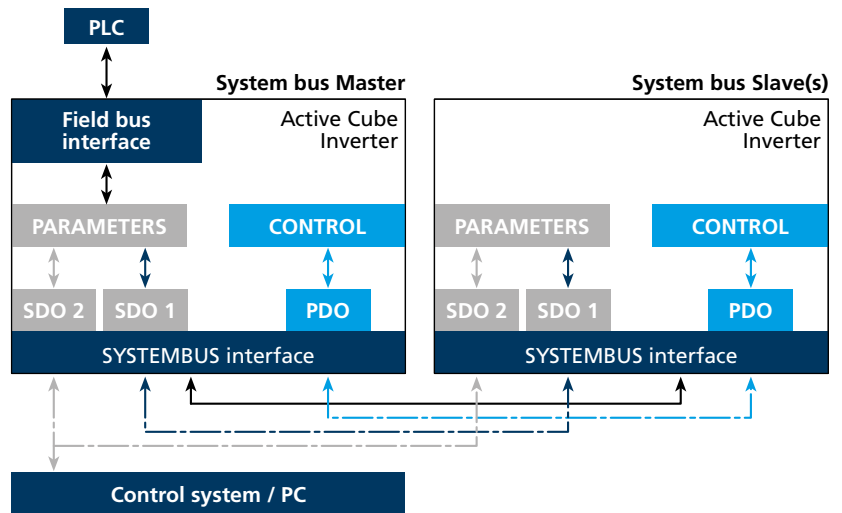 PLC
System bus Master
System bus Slave(s)
Field bus
interface
Active Cube
Inverter
Active Cube
Inverter
PARAMETERS
CONTROL
PARAMETERS
CONTROL
SDO 2
SDO 1
PDO
SDO 2
SDO 1
PDO
SYSTEMBUS interface
SYSTEMBUS interface
Control system / PC